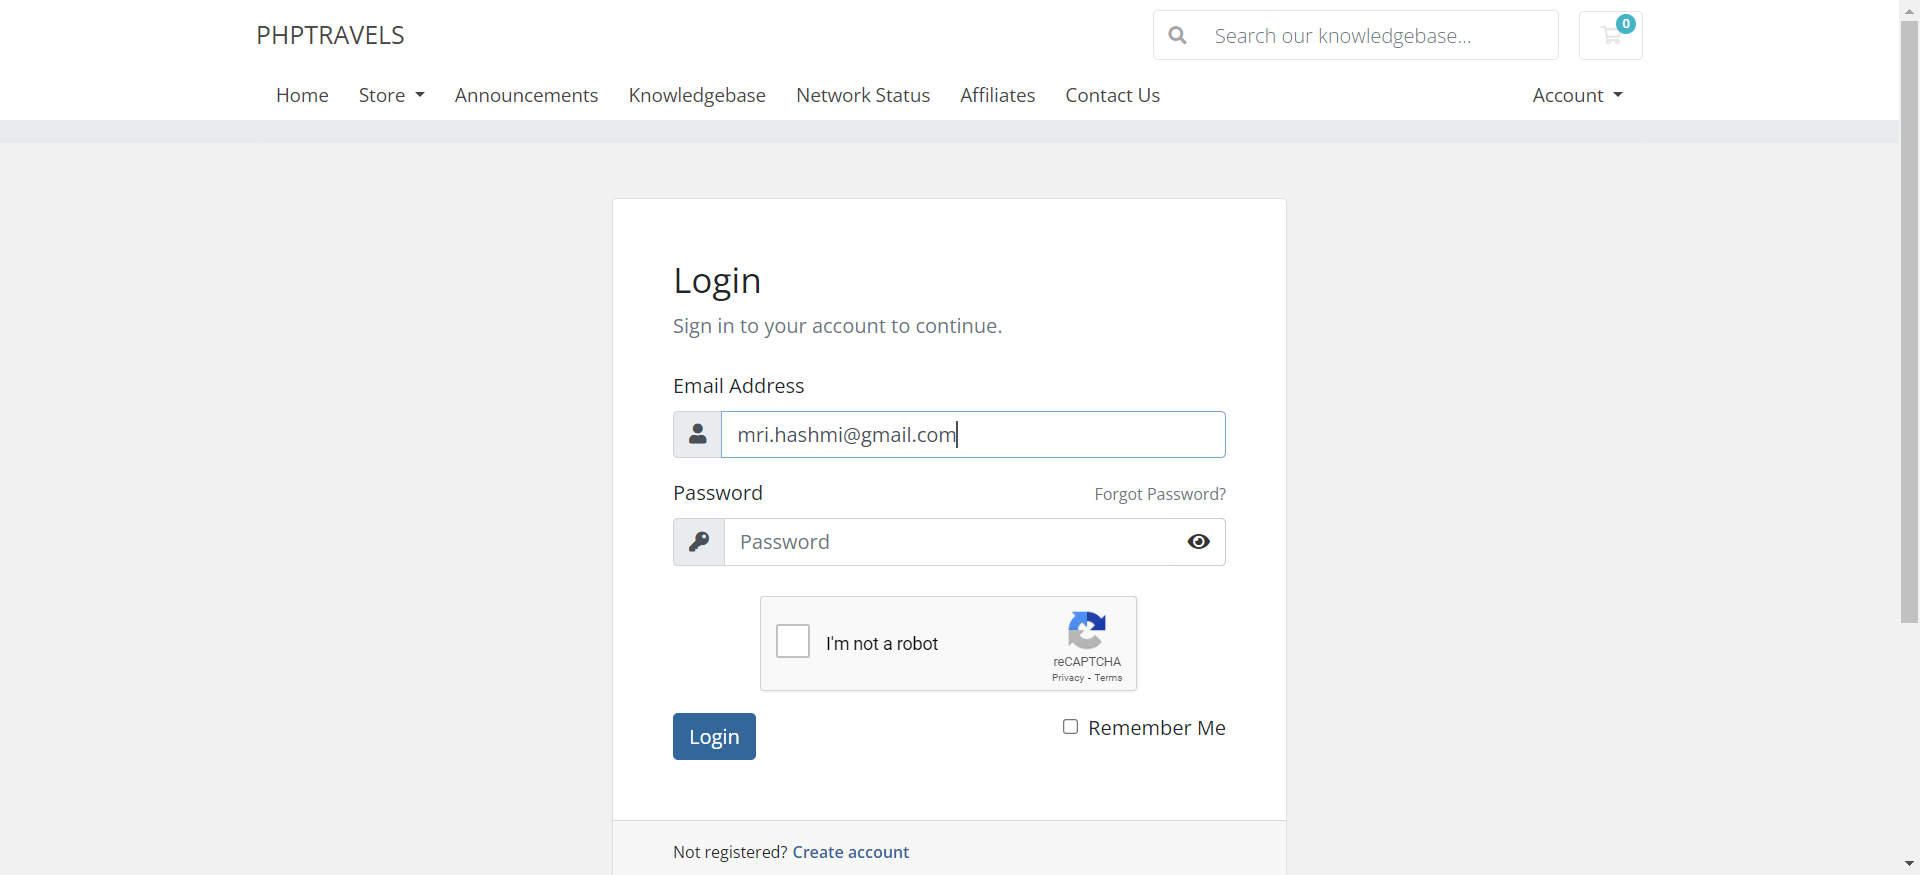 PHPTRAVELS
Search our knowledgebase...
0
Home Store Announcements Knowledgebase Network Status Affiliates Contact Us Account
Login
Sign in to your account to continue.
Email Address
mri.hashmi@gmail.com
Password Forgot Password?
Password
I'm not a robot
reCAPTCHA
Privacy - Terms
Login
Remember Me
Not registered? Create account